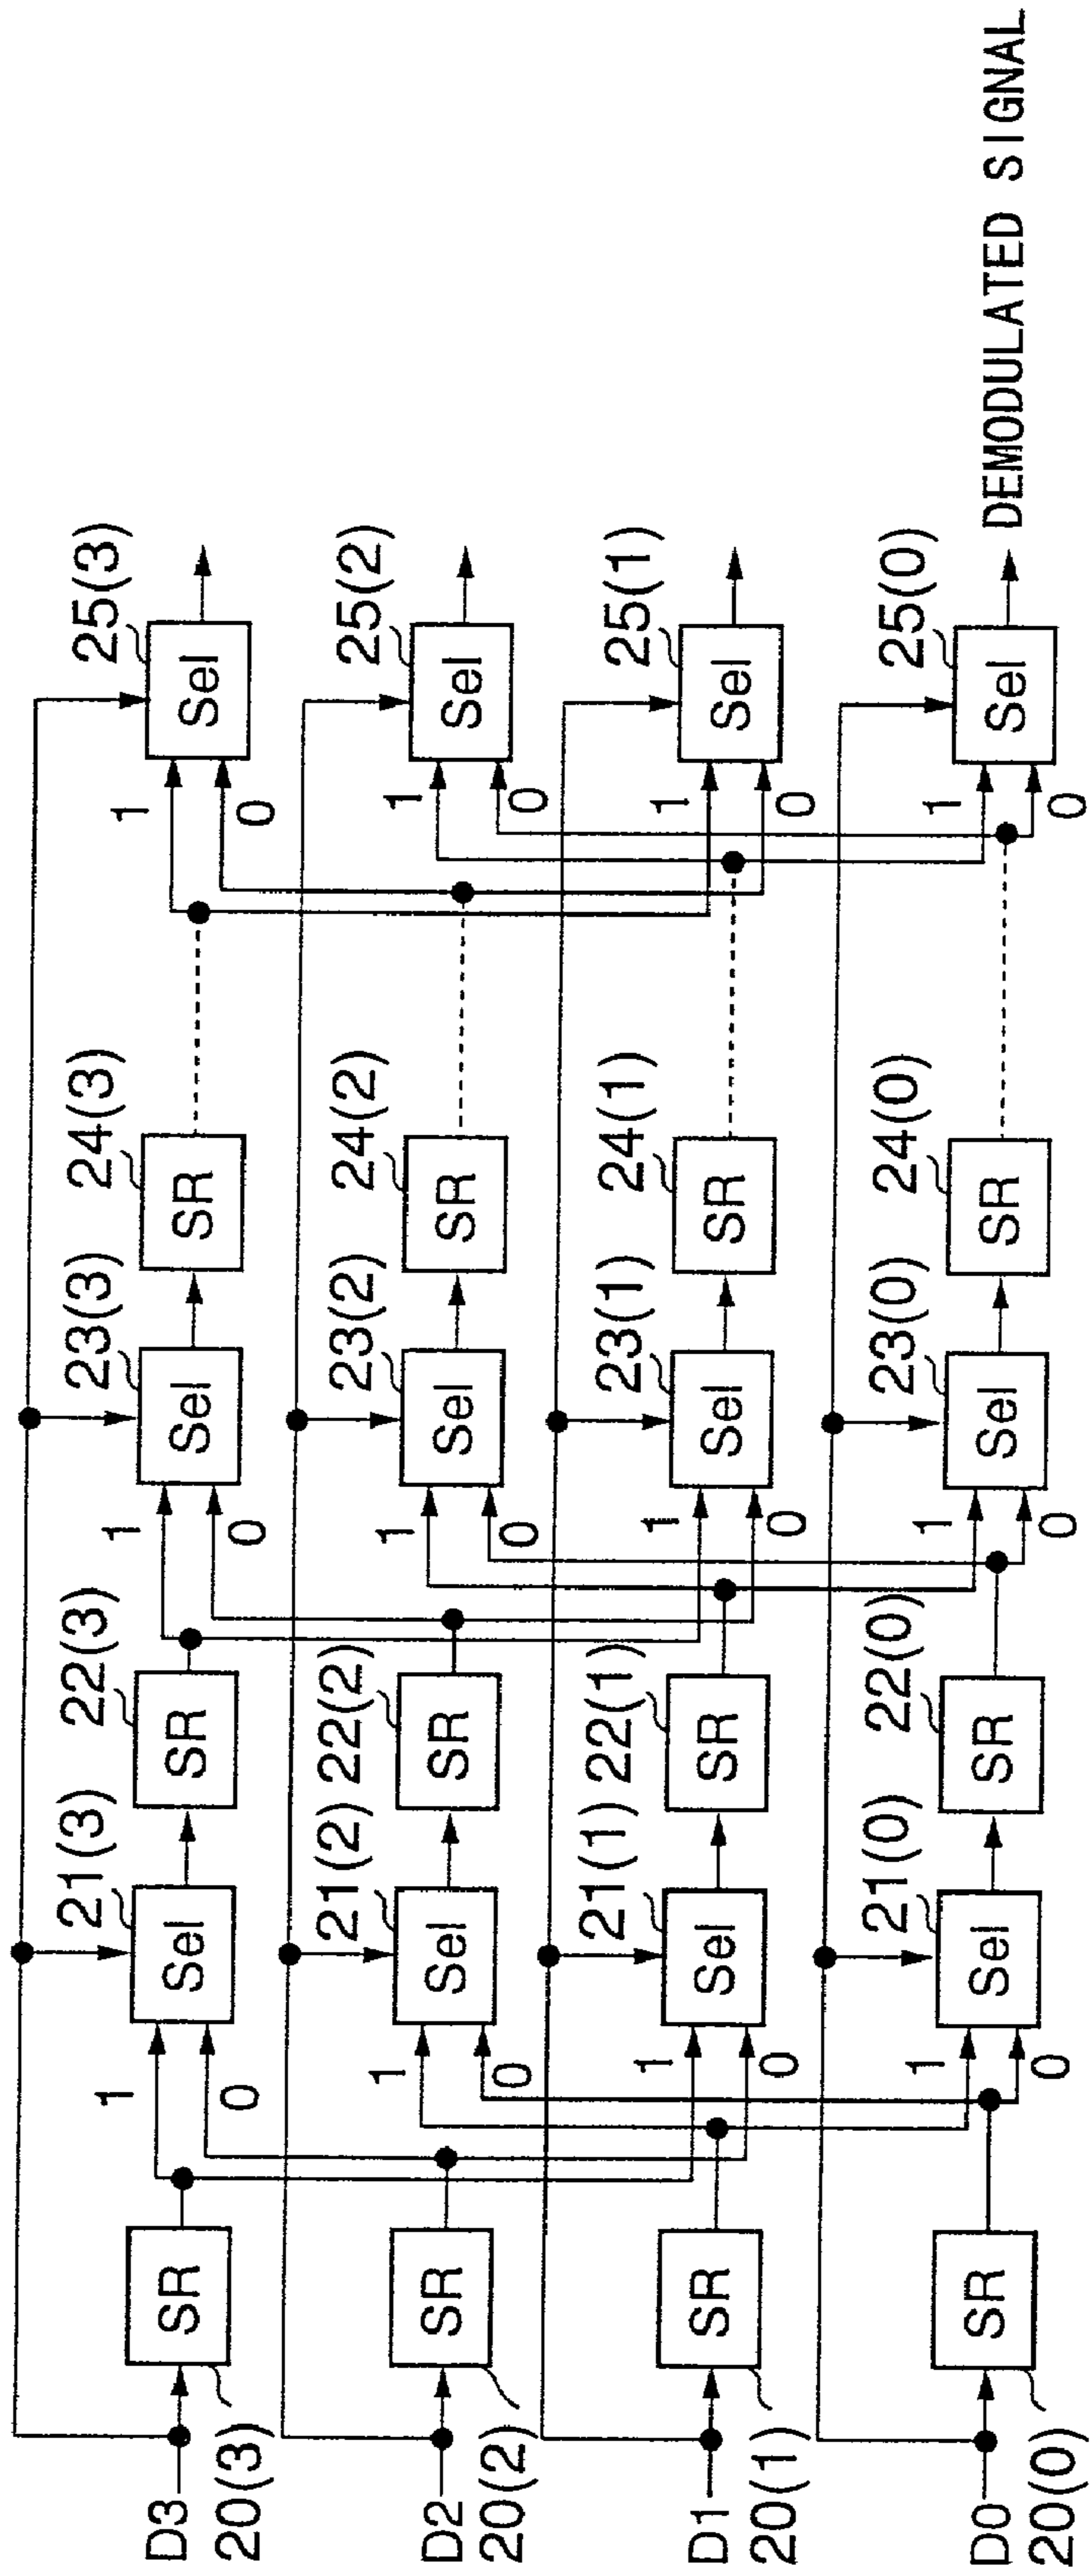 25(3)
25(2)
25(1)
25(0)
Sel
Sel
Sel
Sel
DEMODULATED SIGNAL
1
0
1
0
1
0
1
0
24(3)
24(2)
24(1)
24(0)
SR
SR
SR
SR
23(3)
23(2)
23(1)
23(0)
Sel
Sel
Sel
Sel
1
0
1
0
1
0
1
0
22(3)
22(2)
22(1)
22(0)
SR
SR
SR
SR
21(3)
21(2)
21(1)
21(0)
Sel
Sel
Sel
Sel
1
0
1
0
1
0
1
0
SR
SR
SR
SR
D3
20(3)
D2
20(2)
D1
20(1)
D0
20(0)